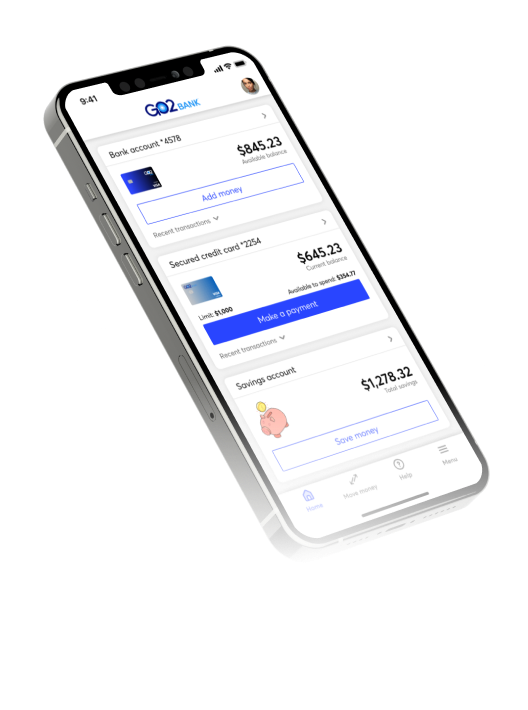 9:41
GO2 BANK
Bank account *4578
$845.23
Available balance
Add money
Recent transactions
Secured credit card *2254
$645.23
Current balance
Limit: $1,000
Available to spend: $354.77
Make a payment
Recent transactions
Savings account
$1,278.32
Total savings
Save money
Home
Move money
Help
Menu